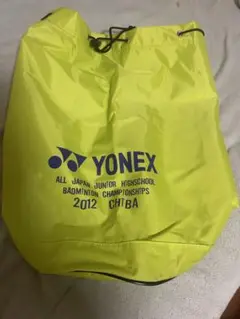 YONEX
ALL JAPAN JUNIOR HIGHSCHOOL
BADMINTON CHAMPIONSHIPS
2012 CHIBA